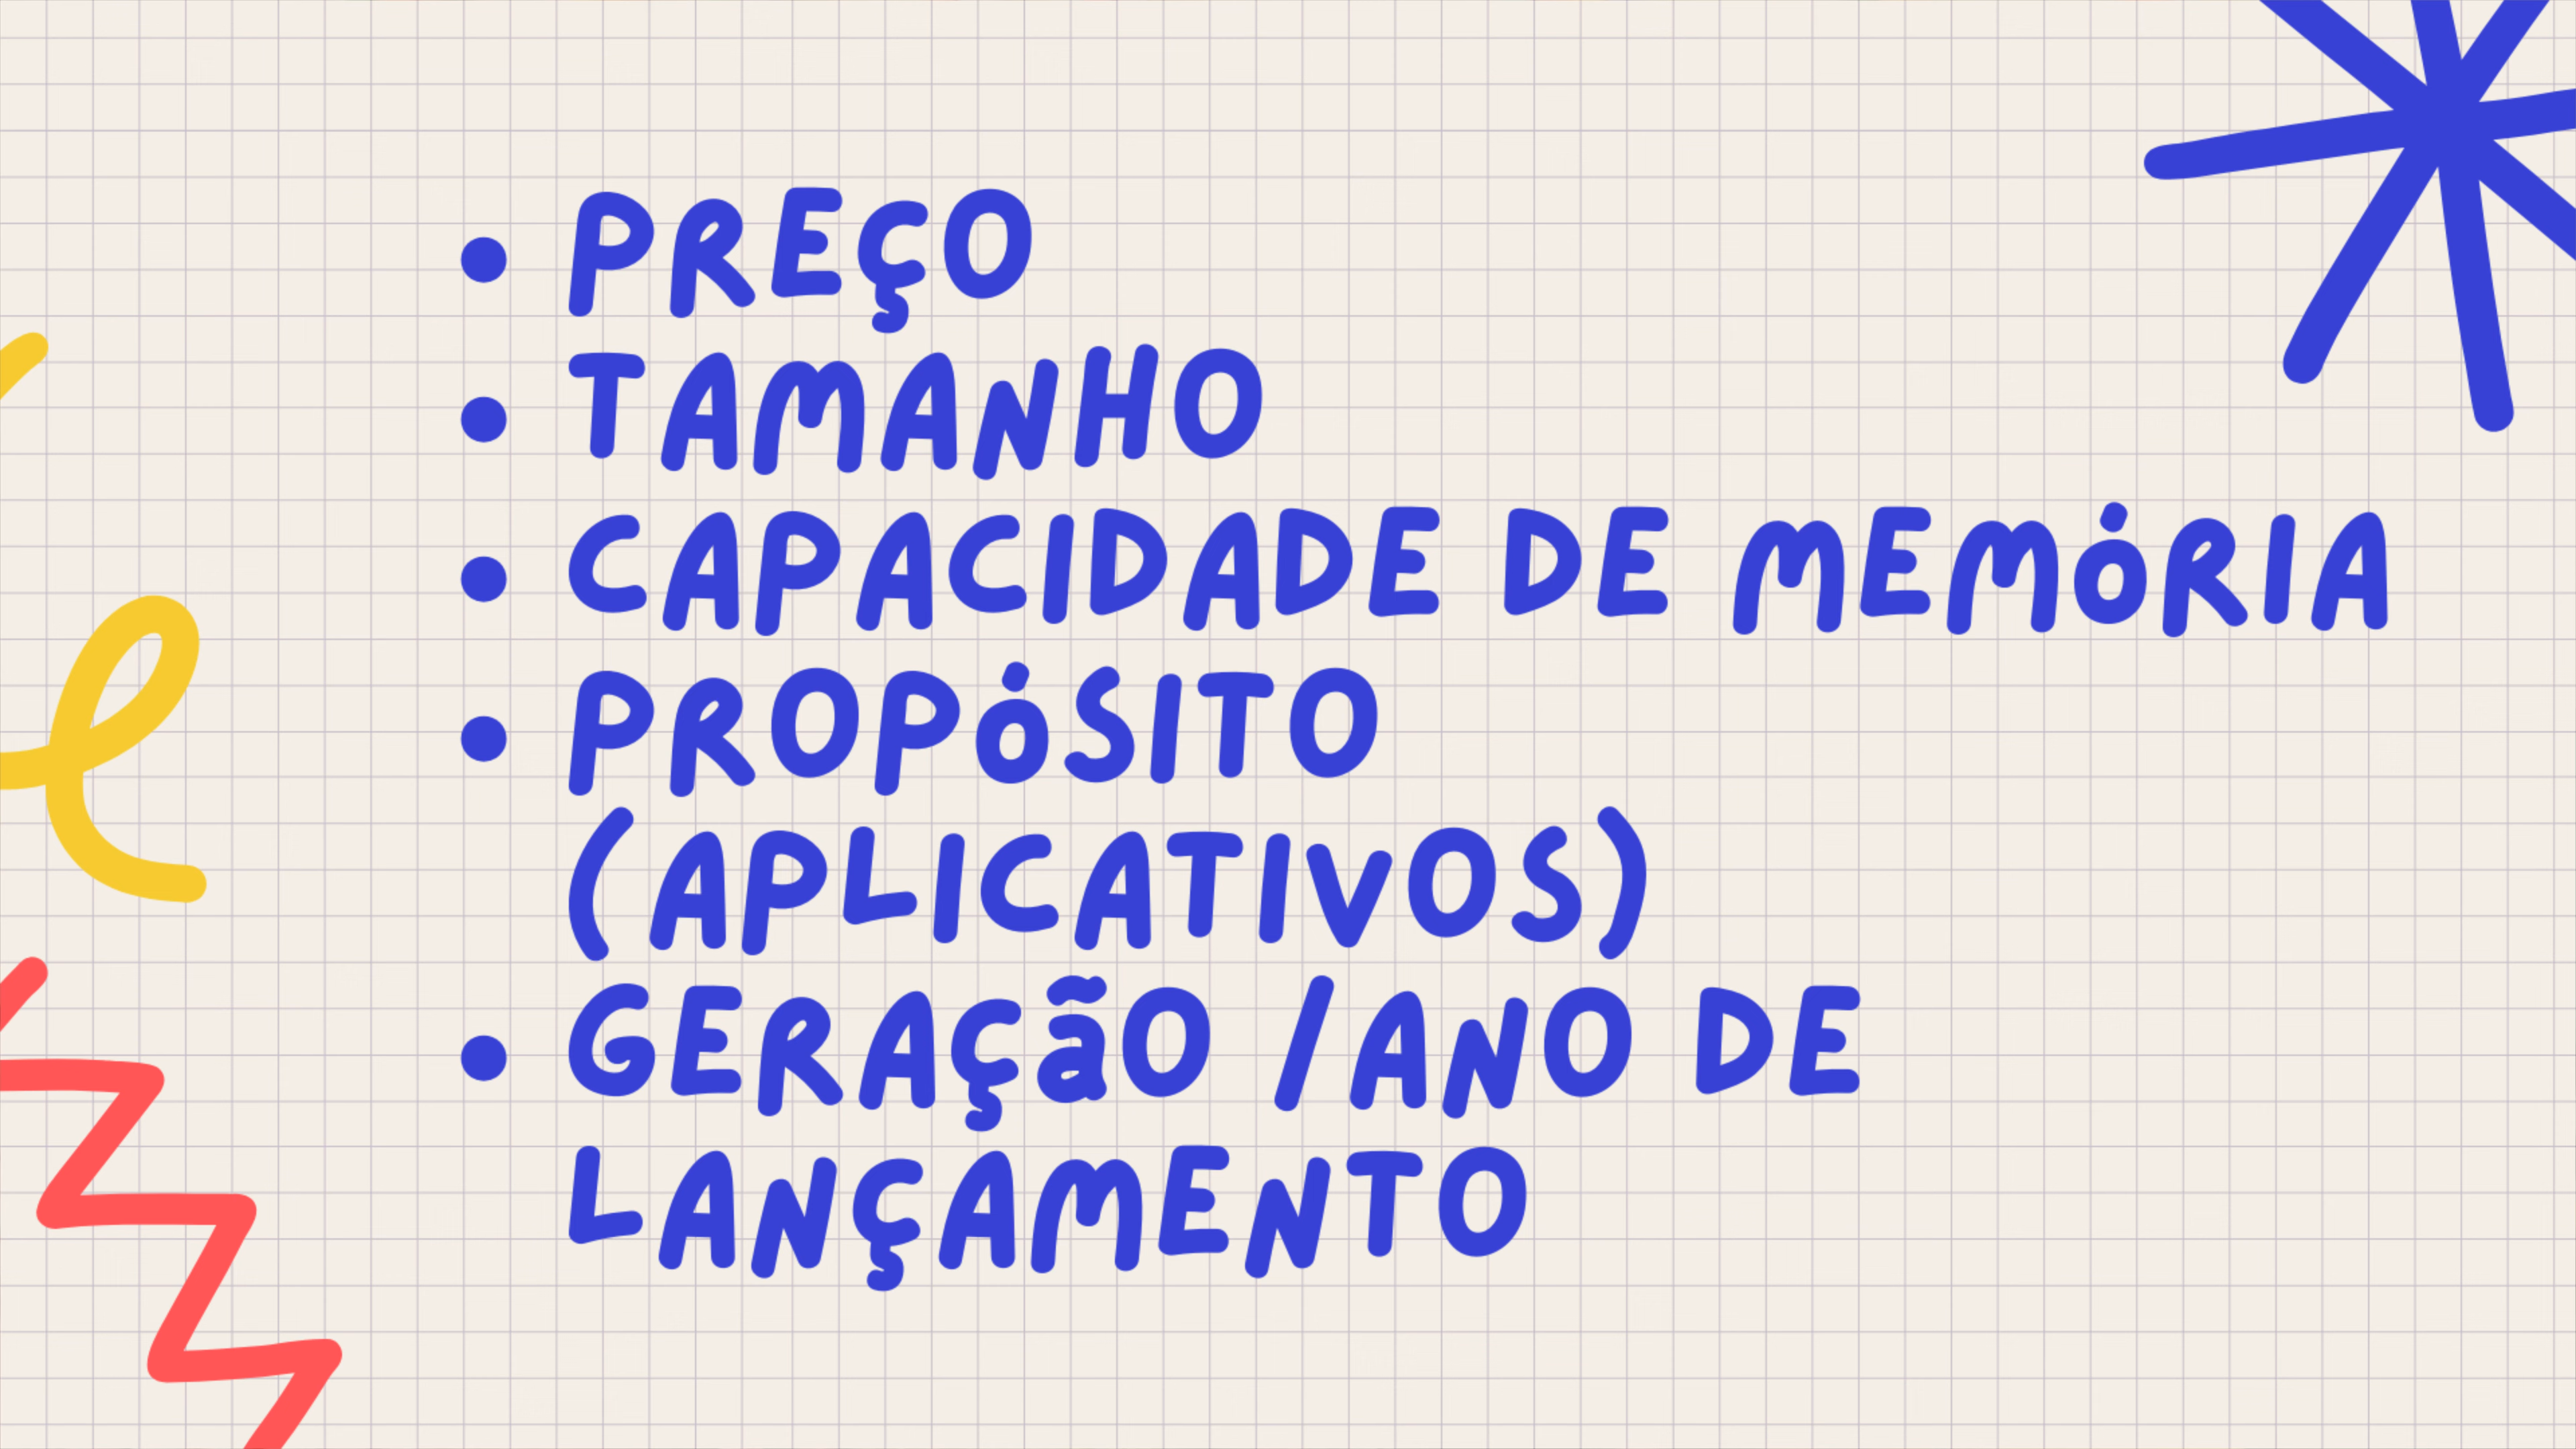 • PREÇO
• TAMANHO
• CAPACIDADE DE MEMÓRIA
• PROPÓSITO
(APLICATIVOS)
• GERAÇÃO /ANO DE
LANÇAMENTO